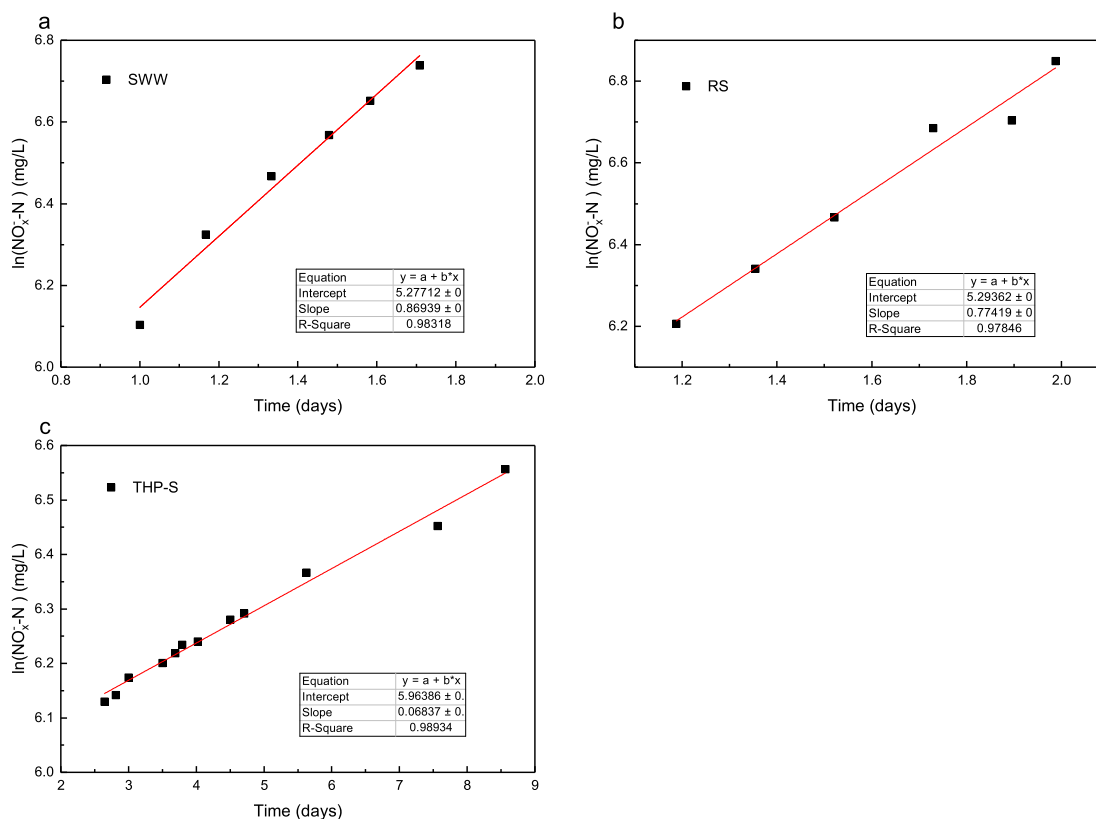 a
6.8
6.6
6.4
6.2
6.0
ln(NO⁻ₓ-N ) (mg/L)
SWW
Equation y = a + b*x
Intercept 5.27712 ± 0
Slope 0.86939 ± 0
R-Square 0.98318
0.8 1.0 1.2 1.4 1.6 1.8 2.0
Time (days)
b
6.8
6.6
6.4
6.2
ln(NO⁻ₓ-N ) (mg/L)
RS
Equation y = a + b*x
Intercept 5.29362 ± 0
Slope 0.77419 ± 0
R-Square 0.97846
1.2 1.4 1.6 1.8 2.0
Time (days)
c
6.6
6.5
6.4
6.3
6.2
6.1
6.0
ln(NO⁻ₓ-N ) (mg/L)
THP-S
Equation y = a + b*x
Intercept 5.96386 ± 0.
Slope 0.06837 ± 0.
R-Square 0.98934
2 3 4 5 6 7 8 9
Time (days)